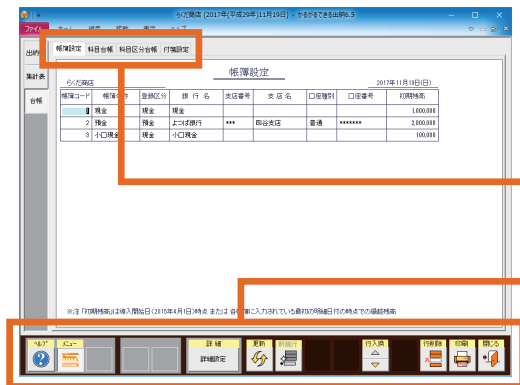 らくだ商店 (2017年(平成29年)11月19日) - かるがるできる出納6.5
ファイル
出納
集計表
台帳
帳簿設定 科目台帳 科目区分台帳 付箋設定
帳簿設定
らくだ商店 2017年11月19日(日)
帳簿コード 登録区分 銀 行 名 支店番号 支 店 名 口座種別 口座番号 初期残高
1 現金 現金 現金 1,000,000
2 預金 預金 よつば銀行 *** 四谷支店 普通 ******* 2,000,000
3 小口現金 現金 小口現金 100,000
※注 「初期残高」は導入開始日(2015年4月1日)時点 または 各帳簿に入力されている最初の明細日付の時点での繰越残高
ヘルプ メニュー 詳 細 更新 新規行 行入換 行削除 印刷 閉じる
詳細設定